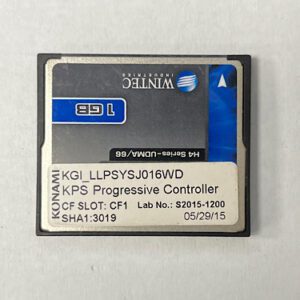 WINTEC
INDUSTRIES
1 GB
H4 Series-UDMA/66
KONAMI
KGI_LLPSYSJ016WD
KPS Progressive Controller
CF SLOT: CF1 Lab No.: S2015-1200
SHA1:3019 05/29/15